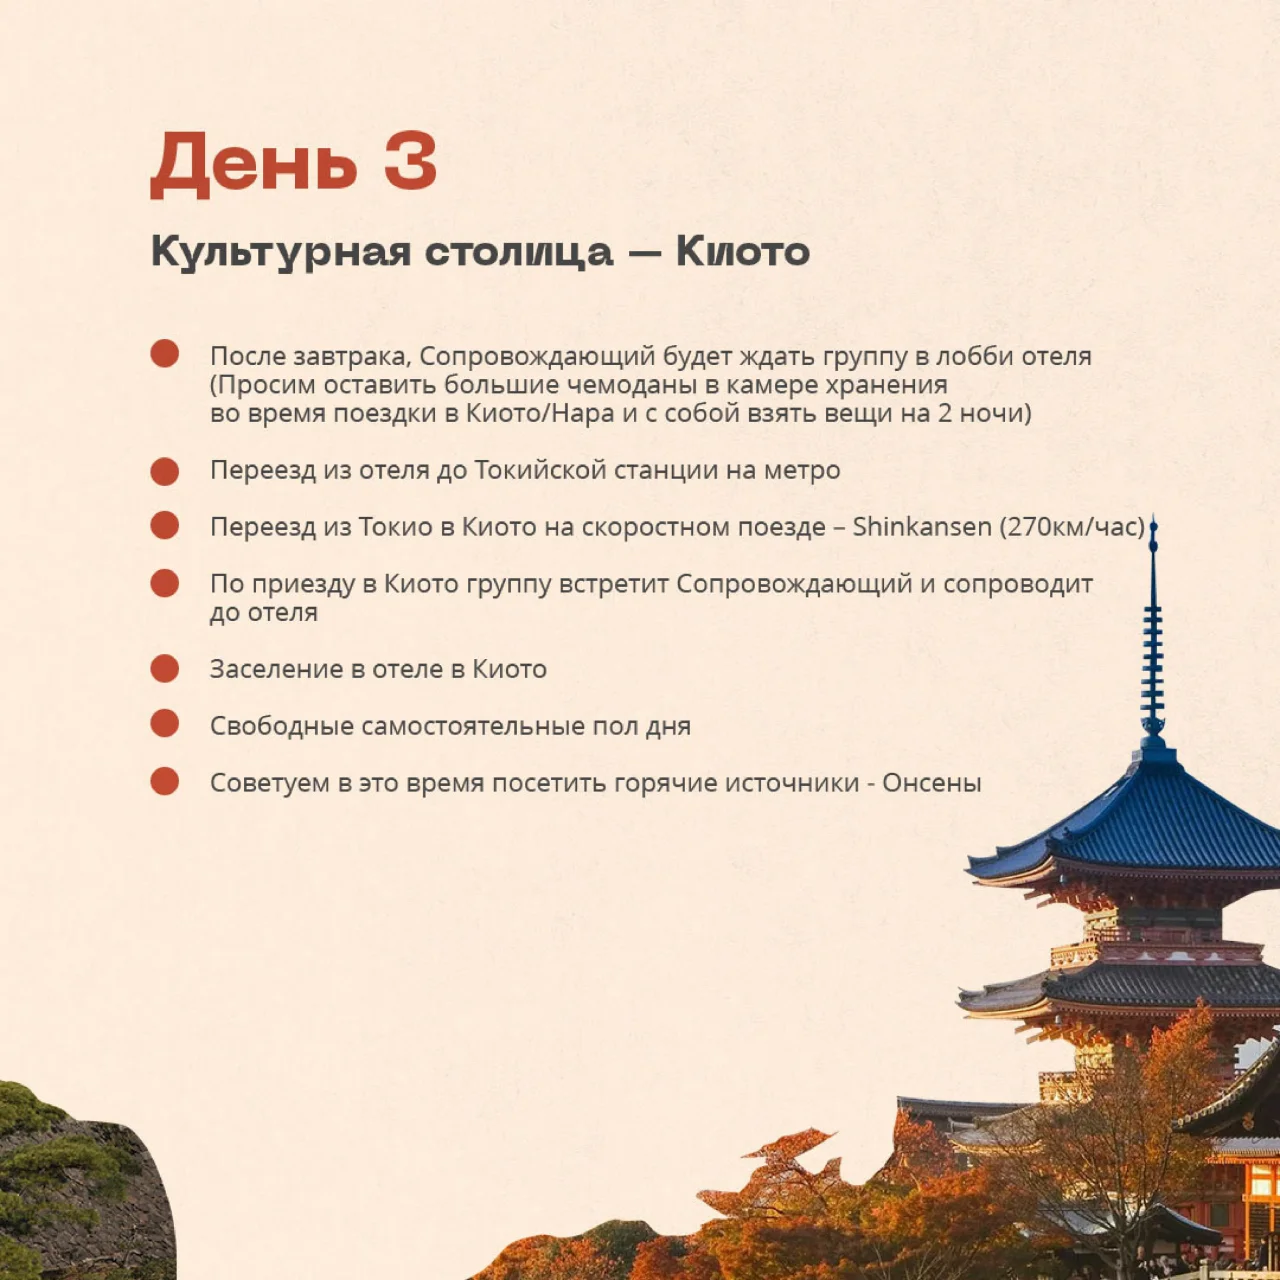 День 3
Культурная столица — Киото
После завтрака, Сопровождающий будет ждать группу в лобби отеля
(Просим оставить большие чемоданы в камере хранения
во время поездки в Киото/Нара и с собой взять вещи на 2 ночи)
Переезд из отеля до Токийской станции на метро
Переезд из Токио в Киото на скоростном поезде – Shinkansen (270км/час)
По приезду в Киото группу встретит Сопровождающий и сопроводит
до отеля
Заселение в отеле в Киото
Свободные самостоятельные пол дня
Советуем в это время посетить горячие источники - Онсены